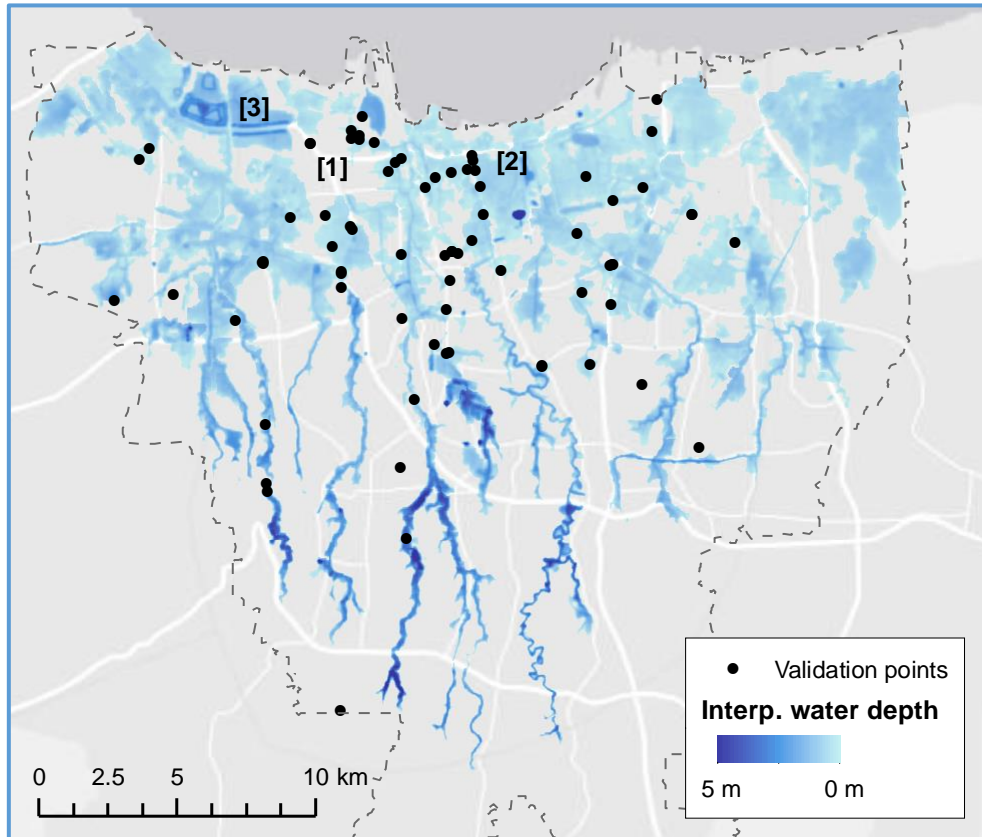 [3]
[1]
[2]
Validation points
Interp. water depth
5 m 0 m
0 2.5 5 10 km